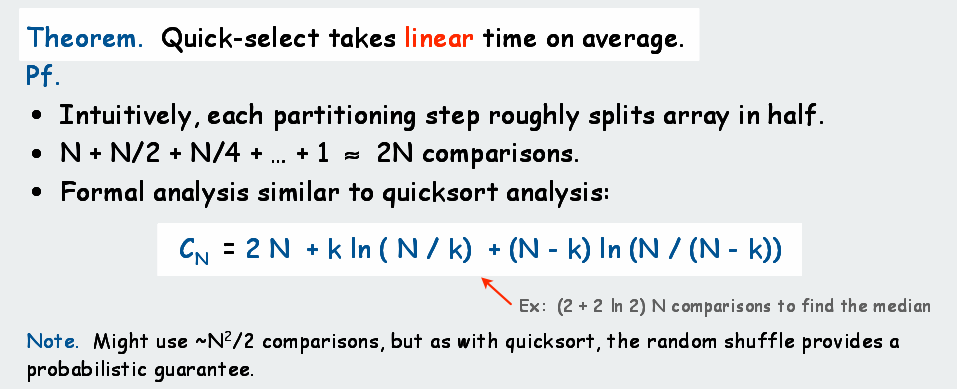 Theorem. Quick-select takes linear time on average.
Pf.
• Intuitively, each partitioning step roughly splits array in half.
• N + N/2 + N/4 + … + 1 ≈ 2N comparisons.
• Formal analysis similar to quicksort analysis:
C_N = 2 N + k ln ( N / k) + (N - k) ln (N / (N - k))
Ex: (2 + 2 ln 2) N comparisons to find the median
Note. Might use ~N²/2 comparisons, but as with quicksort, the random shuffle provides a
probabilistic guarantee.